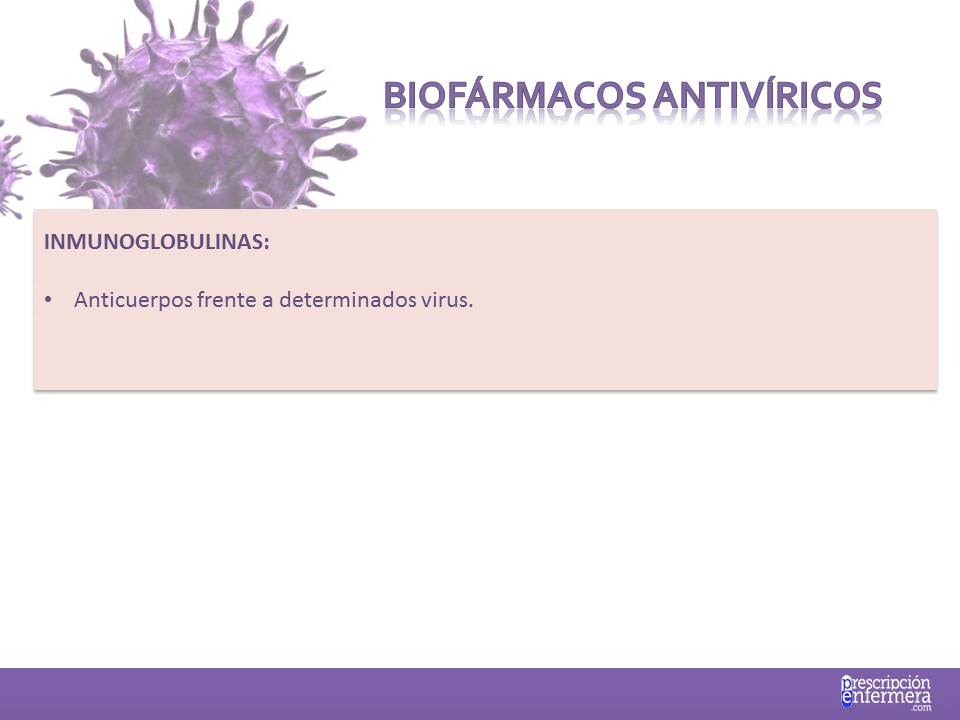 BIOFÁRMACOS ANTIVÍRICOS
INMUNOGLOBULINAS:
• Anticuerpos frente a determinados virus.
prescripción
enfermera
.com